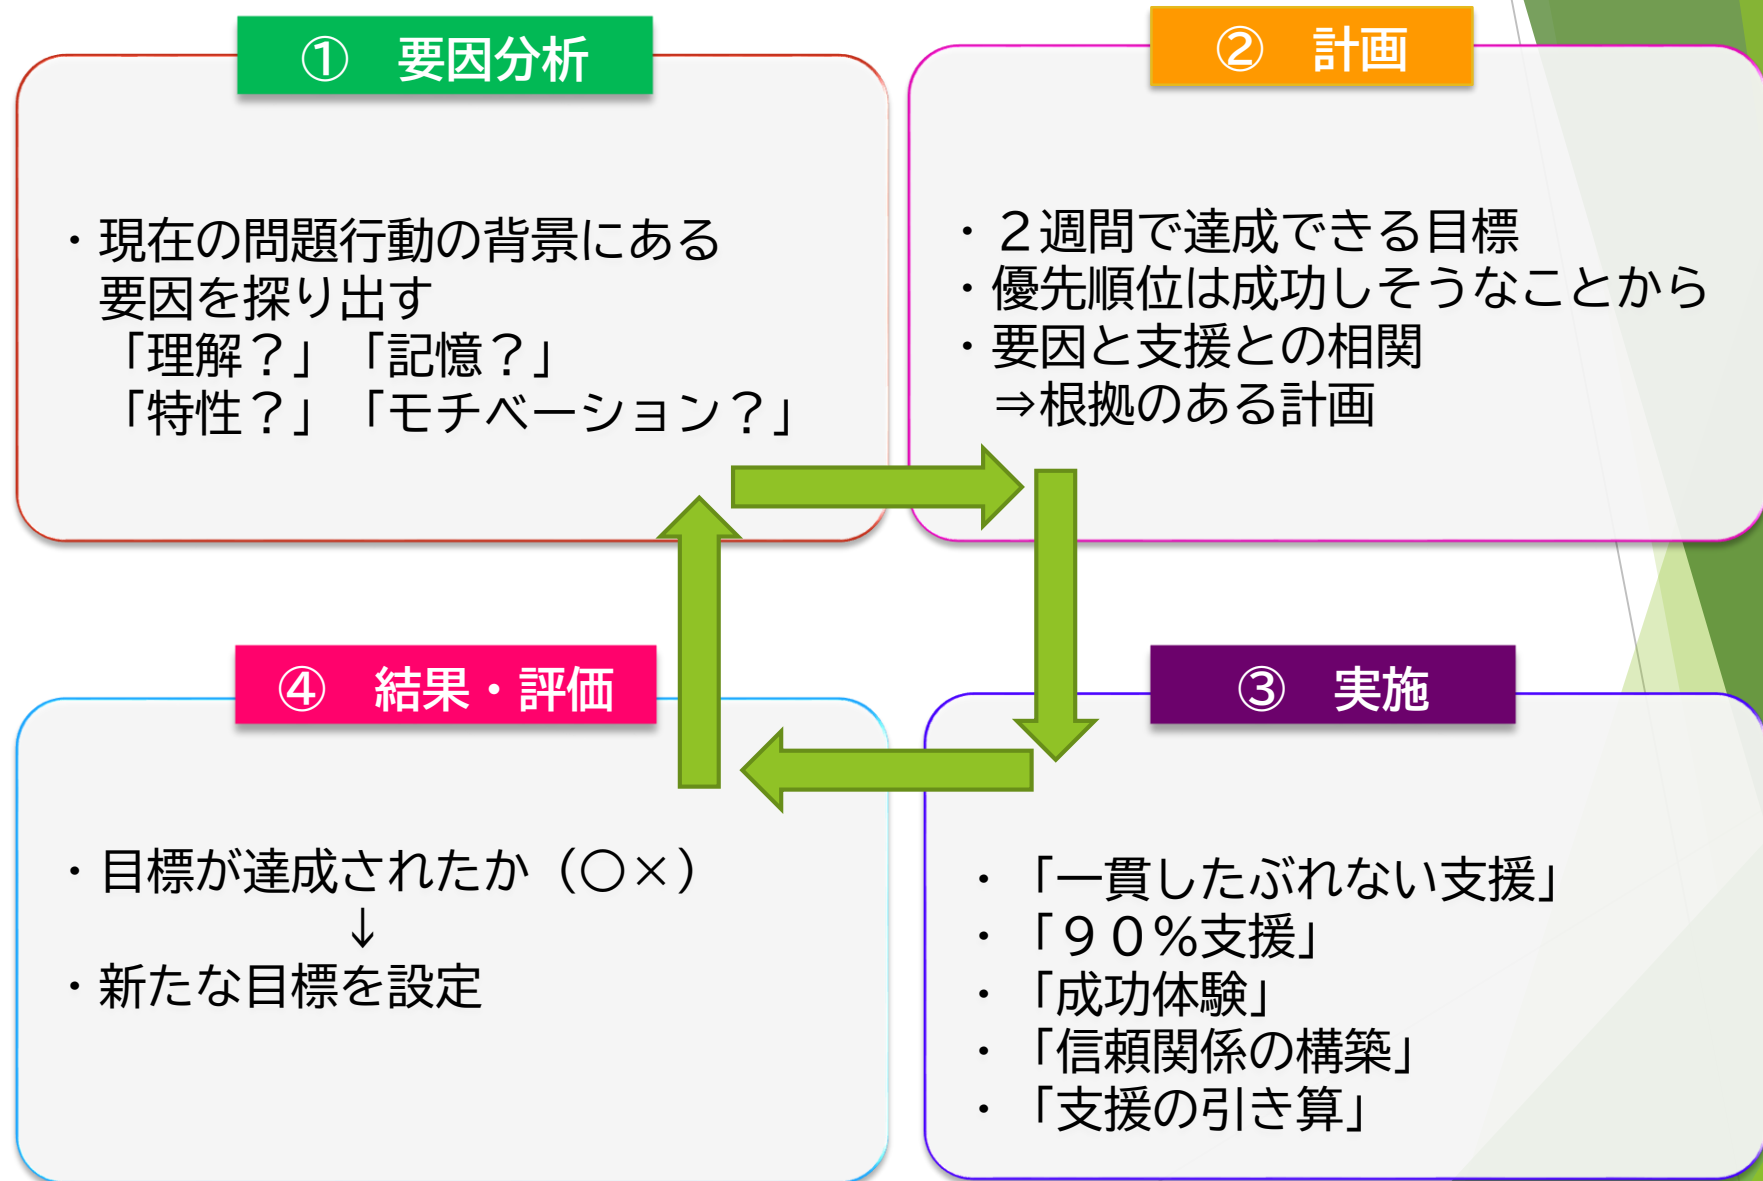 ① 要因分析
・現在の問題行動の背景にある
要因を探り出す
「理解？」「記憶？」
「特性？」「モチベーション？」
② 計画
・２週間で達成できる目標
・優先順位は成功しそうなことから
・要因と支援との相関
⇒根拠のある計画
③ 実施
・「一貫したぶれない支援」
・「９０％支援」
・「成功体験」
・「信頼関係の構築」
・「支援の引き算」
④ 結果・評価
・目標が達成されたか（○×）
↓
・新たな目標を設定